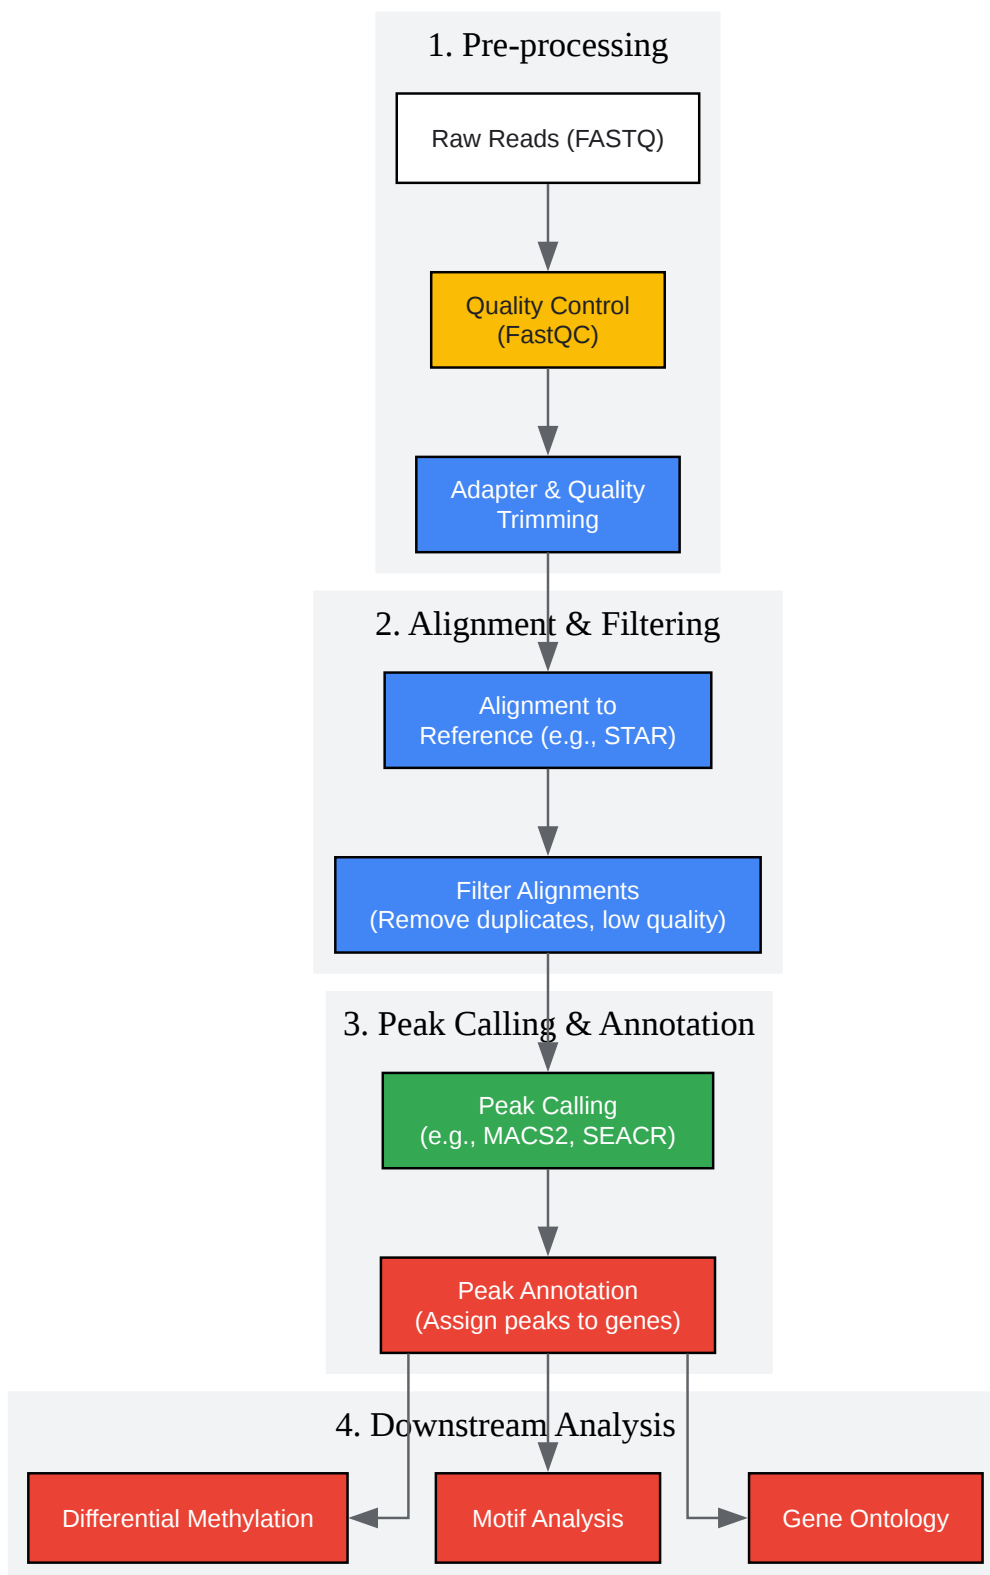 1. Pre-processing
Raw Reads (FASTQ)
Quality Control
(FastQC)
Adapter & Quality
Trimming
2. Alignment & Filtering
Alignment to
Reference (e.g., STAR)
Filter Alignments
(Remove duplicates, low quality)
3. Peak Calling & Annotation
Peak Calling
(e.g., MACS2, SEACR)
Peak Annotation
(Assign peaks to genes)
4. Downstream Analysis
Differential Methylation
Motif Analysis
Gene Ontology